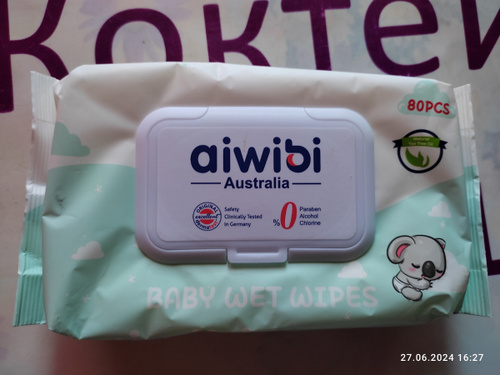 Коктей
80PCS
aiwibi
Australia
ORIGINAL
Safety
Clinically Tested
In Germany
%0
Paraben
Alcohol
Chlorine
BABY WET WIPES
27.06.2024 16:27